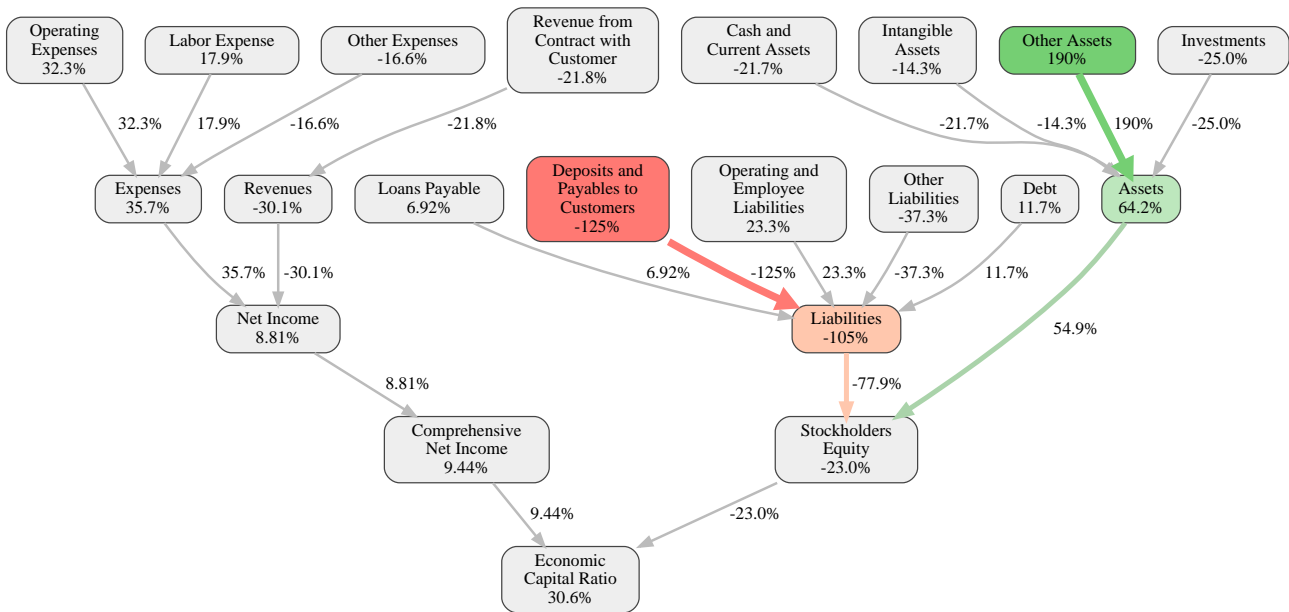 Operating
Expenses
32.3%
Labor Expense
17.9%
Other Expenses
-16.6%
Revenue from
Contract with
Customer
-21.8%
Cash and
Current Assets
-21.7%
Intangible
Assets
-14.3%
Other Assets
190%
Investments
-25.0%
32.3%
17.9%
-16.6%
-21.8%
-21.7%
-14.3%
190%
-25.0%
Expenses
35.7%
Revenues
-30.1%
Loans Payable
6.92%
Deposits and
Payables to
Customers
-125%
Operating and
Employee
Liabilities
23.3%
Other
Liabilities
-37.3%
Debt
11.7%
Assets
64.2%
35.7%
-30.1%
6.92%
-125%
23.3%
-37.3%
11.7%
Net Income
8.81%
Liabilities
-105%
54.9%
8.81%
-77.9%
Comprehensive
Net Income
9.44%
Stockholders
Equity
-23.0%
9.44%
-23.0%
Economic
Capital Ratio
30.6%